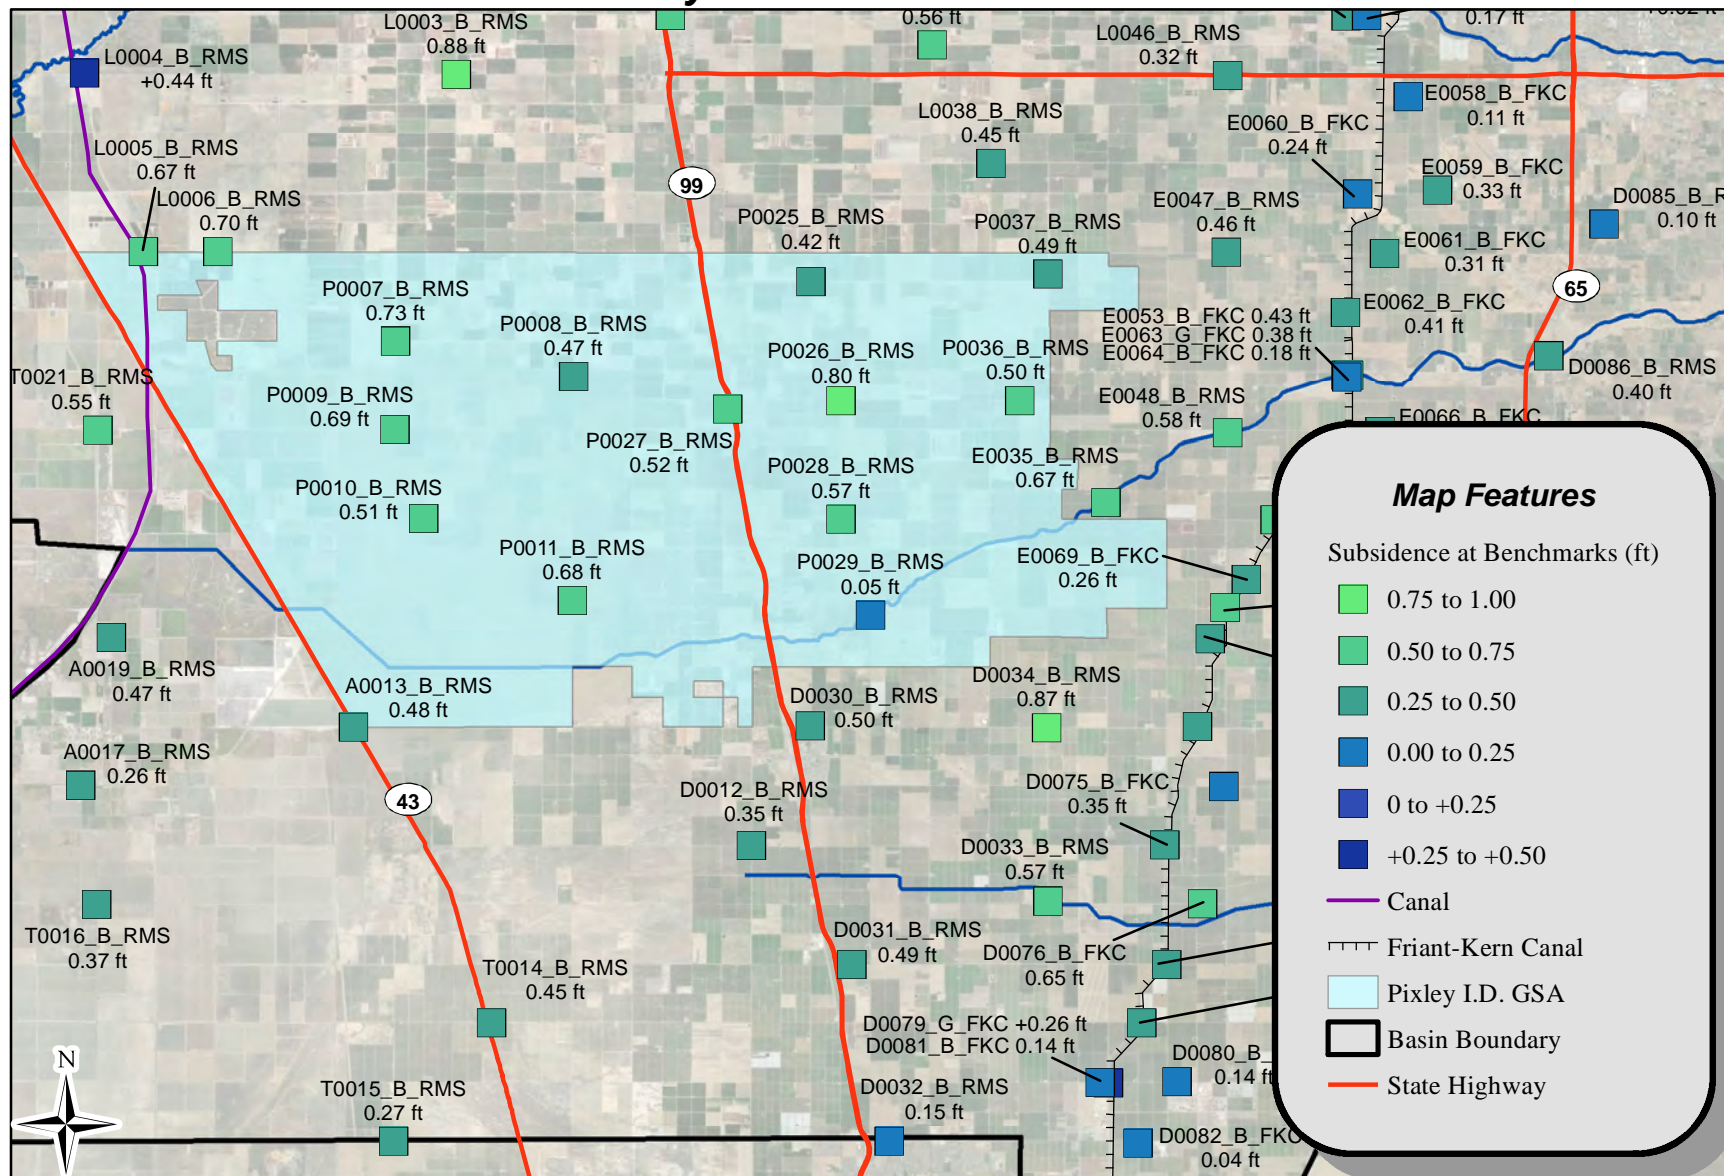 0.56 ft
0.17 ft
L0003_B_RMS
0.88 ft
L0004_B_RMS
+0.44 ft
L0046_B_RMS
0.32 ft
E0058_B_FKC
0.11 ft
L0038_B_RMS
0.45 ft
E0060_B_FKC
0.24 ft
L0005_B_RMS
0.67 ft
E0059_B_FKC
0.33 ft
99
L0006_B_RMS
0.70 ft
E0047_B_RMS
0.46 ft
D0085_B_R
0.10 ft
P0025_B_RMS
0.42 ft
P0037_B_RMS
0.49 ft
E0061_B_FKC
0.31 ft
65
P0007_B_RMS
0.73 ft
E0062_B_FKC
0.41 ft
P0008_B_RMS
0.47 ft
E0053_B_FKC 0.43 ft
E0063_G_FKC 0.38 ft
E0064_B_FKC 0.18 ft
P0026_B_RMS
0.80 ft
P0036_B_RMS
0.50 ft
D0086_B_RMS
0.40 ft
T0021_B_RMS
0.55 ft
P0009_B_RMS
0.69 ft
E0048_B_RMS
0.58 ft
E0066_B_FKC
P0027_B_RMS
0.52 ft
P0028_B_RMS
0.57 ft
E0035_B_RMS
0.67 ft
P0010_B_RMS
0.51 ft
P0011_B_RMS
0.68 ft
P0029_B_RMS
0.05 ft
E0069_B_FKC
0.26 ft
A0019_B_RMS
0.47 ft
A0013_B_RMS
0.48 ft
D0030_B_RMS
0.50 ft
D0034_B_RMS
0.87 ft
A0017_B_RMS
0.26 ft
43
D0012_B_RMS
0.35 ft
D0075_B_FKC
0.35 ft
D0033_B_RMS
0.57 ft
T0016_B_RMS
0.37 ft
D0031_B_RMS
0.49 ft
D0076_B_FKC
0.65 ft
T0014_B_RMS
0.45 ft
D0079_G_FKC +0.26 ft
D0081_B_FKC 0.14 ft
D0080_B_
0.14 ft
N
T0015_B_RMS
0.27 ft
D0032_B_RMS
0.15 ft
D0082_B_FKC
0.04 ft
Map Features
Subsidence at Benchmarks (ft)
0.75 to 1.00
0.50 to 0.75
0.25 to 0.50
0.00 to 0.25
0 to +0.25
+0.25 to +0.50
Canal
Friant-Kern Canal
Pixley I.D. GSA
Basin Boundary
State Highway